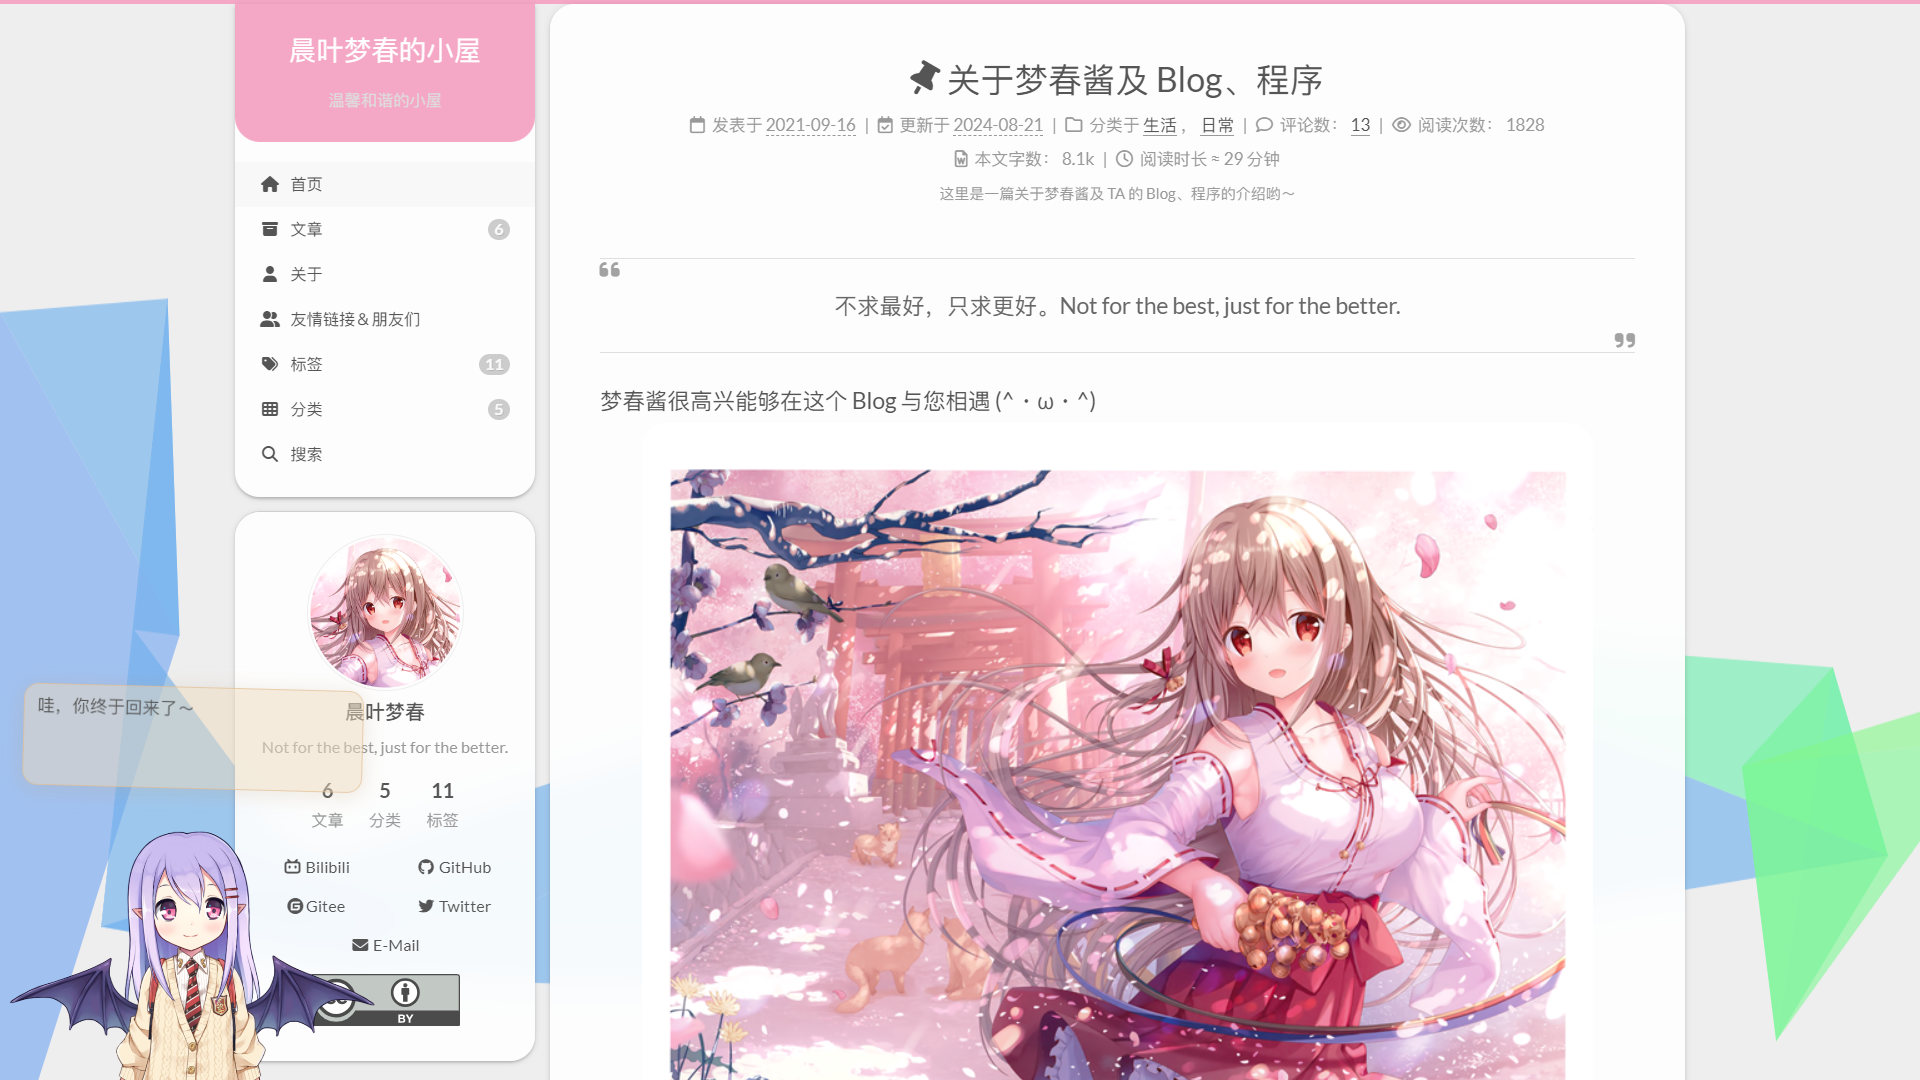 晨叶梦春的小屋
温馨和谐的小屋
首页
文章 6
关于
友情链接＆朋友们
标签 11
分类 5
搜索
晨叶梦春
Not for the best, just for the better.
6 5 11
文章 分类 标签
Bilibili GitHub
Gitee Twitter
E-Mail
BY
哇，你终于回来了～
关于梦春酱及 Blog、程序
发表于 2021-09-16 | 更新于 2024-08-21 | 分类于 生活 ， 日常 | 评论数： 13 | 阅读次数： 1828
本文字数： 8.1k | 阅读时长 ≈ 29 分钟
这里是一篇关于梦春酱及 TA 的 Blog、程序的介绍哟～
不求最好，只求更好。Not for the best, just for the better.
梦春酱很高兴能够在这个 Blog 与您相遇 (^・ω・^)